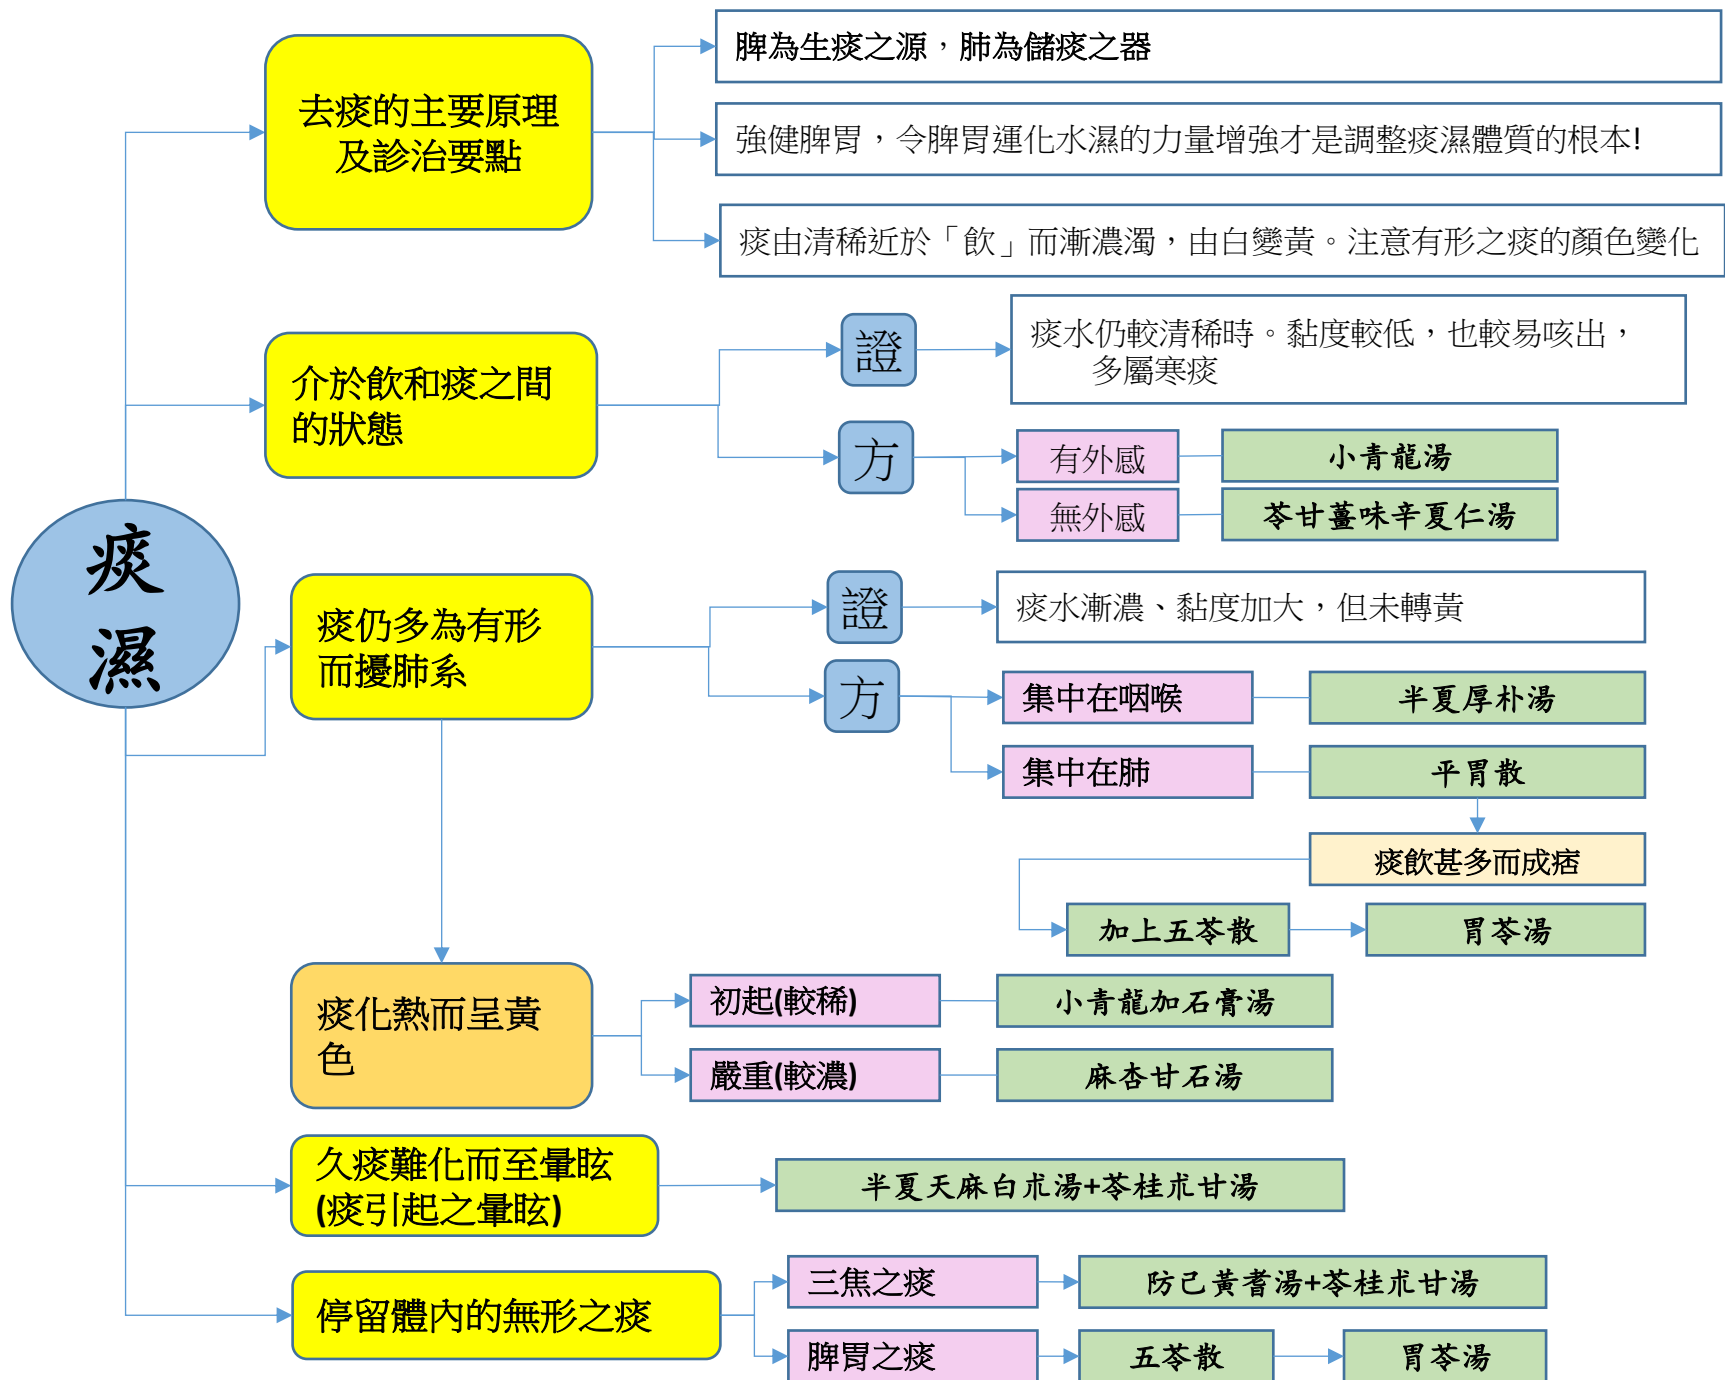 痰
濕
去痰的主要原理
及診治要點
脾為生痰之源，肺為儲痰之器
強健脾胃，令脾胃運化水濕的力量增強才是調整痰濕體質的根本!
痰由清稀近於「飲」而漸濃濁，由白變黃。注意有形之痰的顏色變化
介於飲和痰之間
的狀態
證
痰水仍較清稀時。黏度較低，也較易咳出，
多屬寒痰
方
有外感
小青龍湯
無外感
苓甘薑味辛夏仁湯
痰仍多為有形
而擾肺系
證
痰水漸濃、黏度加大，但未轉黃
方
集中在咽喉
半夏厚朴湯
集中在肺
平胃散
痰飲甚多而成痞
加上五苓散
胃苓湯
痰化熱而呈黃
色
初起(較稀)
小青龍加石膏湯
嚴重(較濃)
麻杏甘石湯
久痰難化而至暈眩
(痰引起之暈眩)
半夏天麻白朮湯+苓桂朮甘湯
停留體內的無形之痰
三焦之痰
防己黃耆湯+苓桂朮甘湯
脾胃之痰
五苓散
胃苓湯